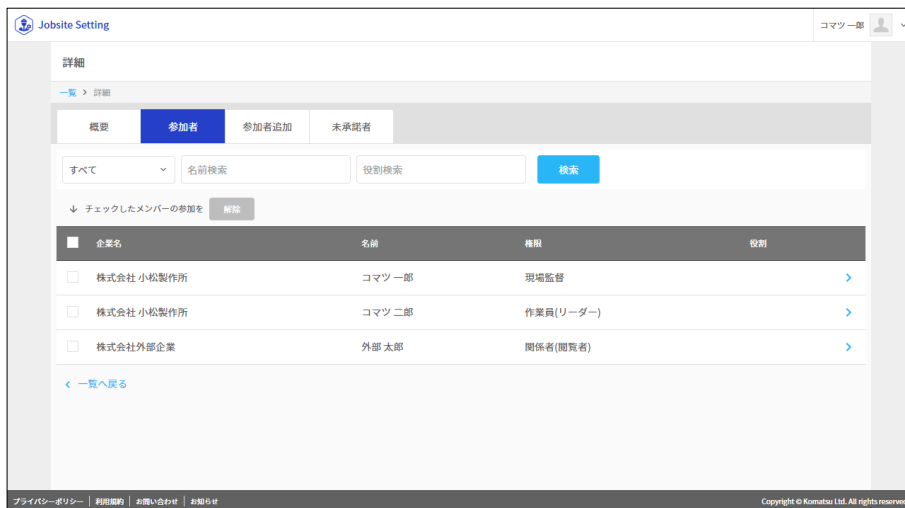 Jobsite Setting
コマツ 一郎
詳細
一覧 > 詳細
概要 参加者 参加者追加 未承諾者
すべて 名前検索 役割検索 検索
↓ チェックしたメンバーの参加を 解除
企業名 名前 権限 役割
株式会社 小松製作所 コマツ 一郎 現場監督
株式会社 小松製作所 コマツ 二郎 作業員(リーダー)
株式会社外部企業 外部 太郎 関係者(閲覧者)
< 一覧へ戻る
プライバシーポリシー | 利用規約 | お問い合わせ | お知らせ Copyright © Komatsu Ltd. All rights reserved